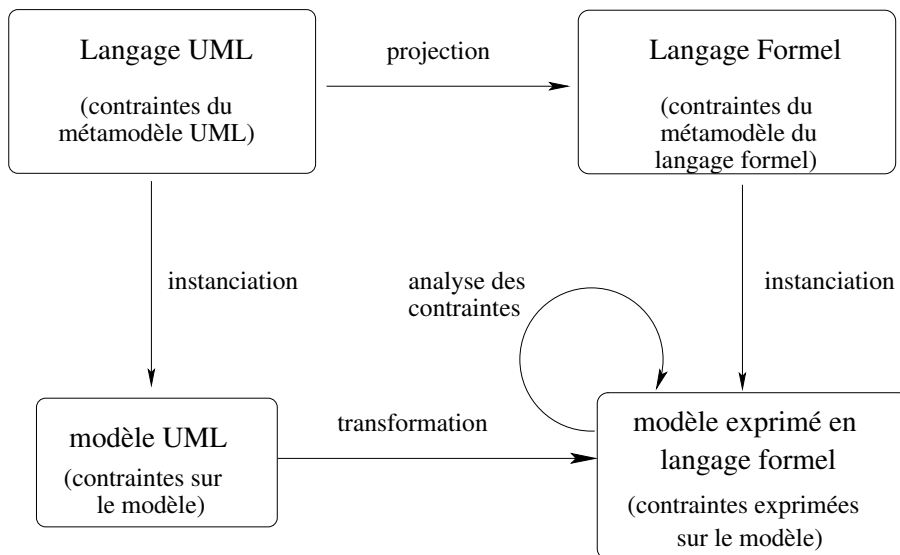 Langage UML
(contraintes du
métamodèle UML)
projection
Langage Formel
(contraintes du
métamodèle du
langage formel)
instanciation
analyse des
contraintes
instanciation
modèle UML
(contraintes sur
le modèle)
transformation
modèle exprimé en
langage formel
(contraintes exprimées
sur le modèle)